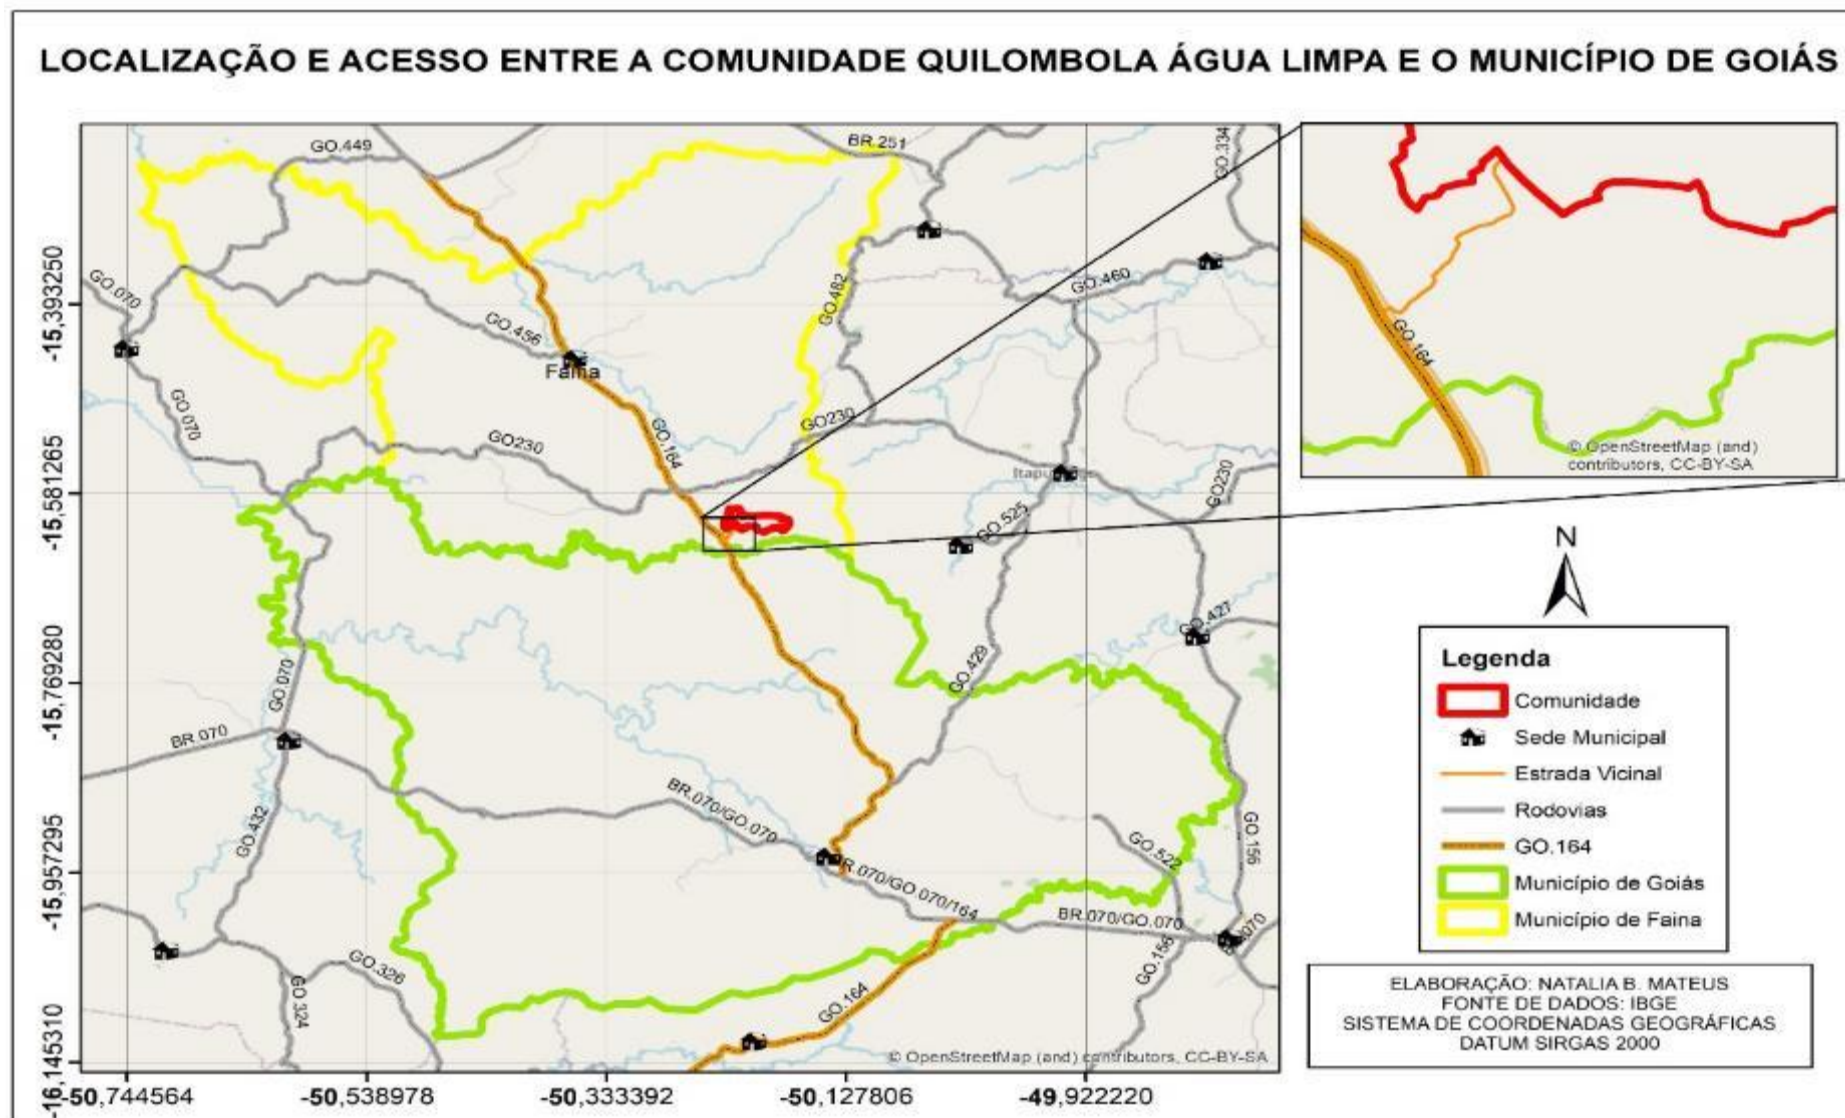 LOCALIZAÇÃO E ACESSO ENTRE A COMUNIDADE QUILOMBOLA ÁGUA LIMPA E O MUNICÍPIO DE GOIÁS
GO.449
BR.251
GO.334
GO.070
GO.482
GO.460
GO.456
Faina
GO.070
GO.164
GO230
GO230
GO230
GO.525
GO.427
GO.429
GO.070
BR.070
BR.070/GO.070
GO.432
GO.522
GO.156
BR.070/GO.070
GO.156
GO.326
GO.324
GO.164
© OpenStreetMap (and) contributors, CC-BY-SA
-15,393250
-15,581265
-15,769280
-15,957295
-16,145310
-50,744564
-50,538978
-50,333392
-50,127806
-49,922220
GO.164
© OpenStreetMap (and)
contributors, CC-BY-SA
N
Legenda
Comunidade
Sede Municipal
Estrada Vicinal
Rodovias
GO.164
Município de Goiás
Município de Faina
ELABORAÇÃO: NATALIA B. MATEUS
FONTE DE DADOS: IBGE
SISTEMA DE COORDENADAS GEOGRÁFICAS
DATUM SIRGAS 2000